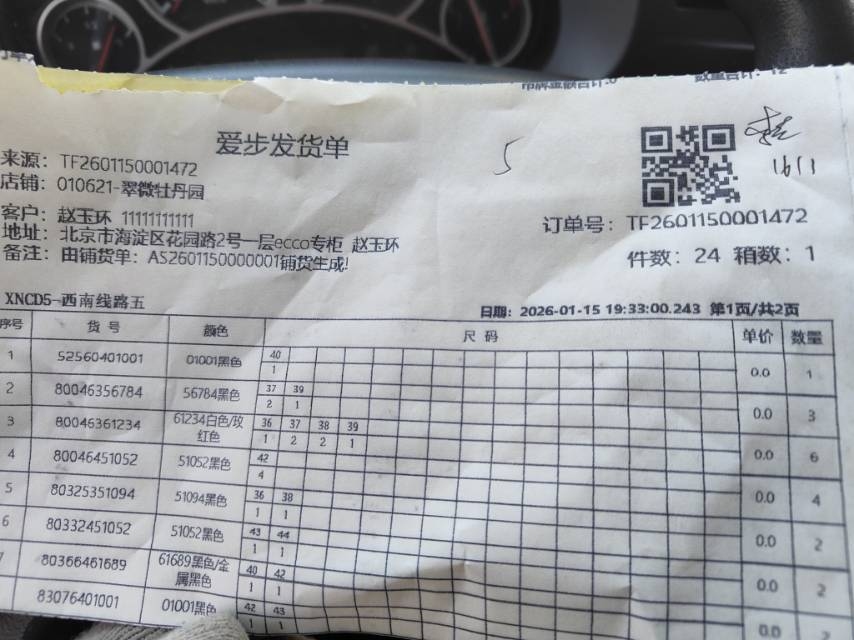 数量合计: 12
爱步发货单
5
1611
来源: TF2601150001472
店铺: 010621-翠微牡丹园
客户: 赵玉环 11111111111
订单号: TF2601150001472
地址: 北京市海淀区花园路2号一层ecco专柜 赵玉环
备注: 由铺货单: AS2601150000001铺货生成!
件数: 24 箱数: 1
XNCD5-西南线路五
日期: 2026-01-15 19:33:00.243 第1页/共2页
序号 货号 颜色 尺码 单价 数量
1 52560401001 01001黑色 40 0.0 1
1
2 80046356784 56784黑色 37 39 0.0 3
2 1
3 80046361234 61234白色/玫红色 36 37 38 39 0.0 6
1 2 2 1
4 80046451052 51052黑色 42 0.0 4
4
5 80325351094 51094黑色 36 38 0.0 2
1 1
6 80332451052 51052黑色 43 44 0.0 2
1 1
7 80366461689 61689黑色/金属黑色 40 42 0.0 2
1 1
83076401001 01001黑色 42 43
1 1